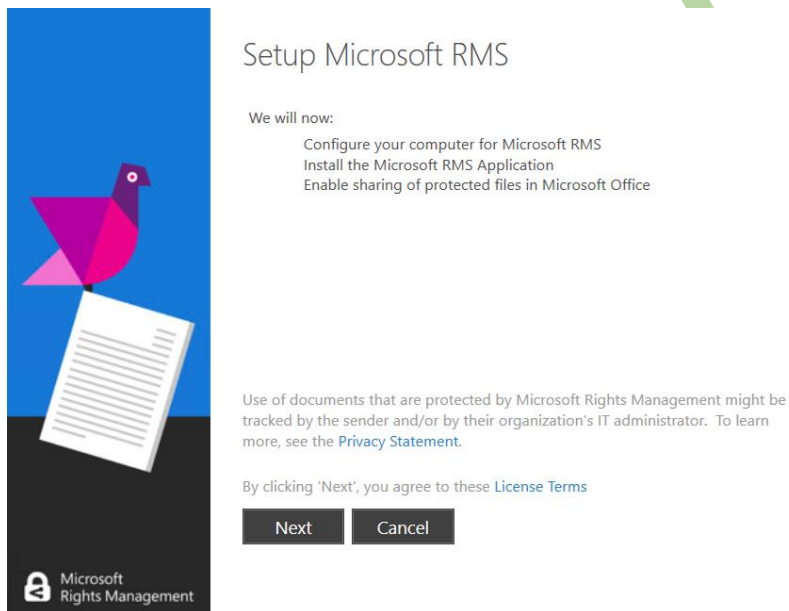 Setup Microsoft RMS
We will now:
Configure your computer for Microsoft RMS
Install the Microsoft RMS Application
Enable sharing of protected files in Microsoft Office
Use of documents that are protected by Microsoft Rights Management might be
tracked by the sender and/or by their organization's IT administrator. To learn
more, see the Privacy Statement.
By clicking 'Next', you agree to these License Terms
Next Cancel
Microsoft
Rights Management